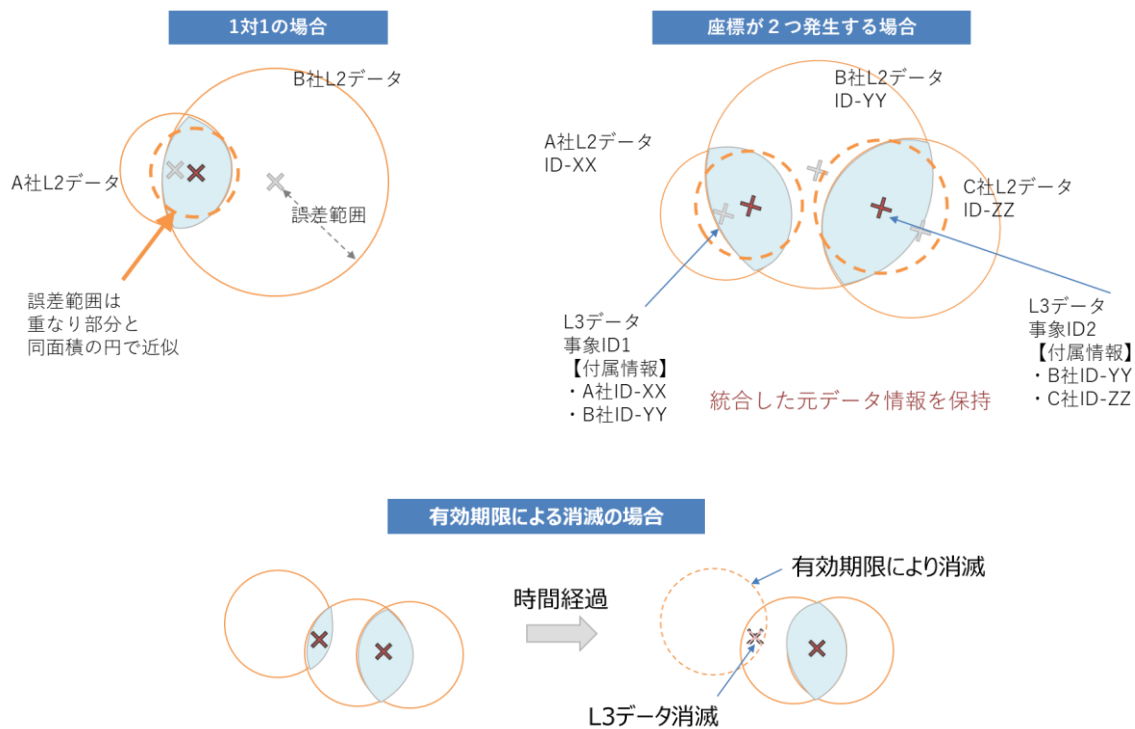 1対1の場合
B社L2データ
A社L2データ
誤差範囲
誤差範囲は
重なり部分と
同面積の円で近似
座標が２つ発生する場合
B社L2データ
ID-YY
A社L2データ
ID-XX
C社L2データ
ID-ZZ
L3データ
事象ID1
【付属情報】
・A社ID-XX
・B社ID-YY
統合した元データ情報を保持
L3データ
事象ID2
【付属情報】
・B社ID-YY
・C社ID-ZZ
有効期限による消滅の場合
時間経過
有効期限により消滅
L3データ消滅